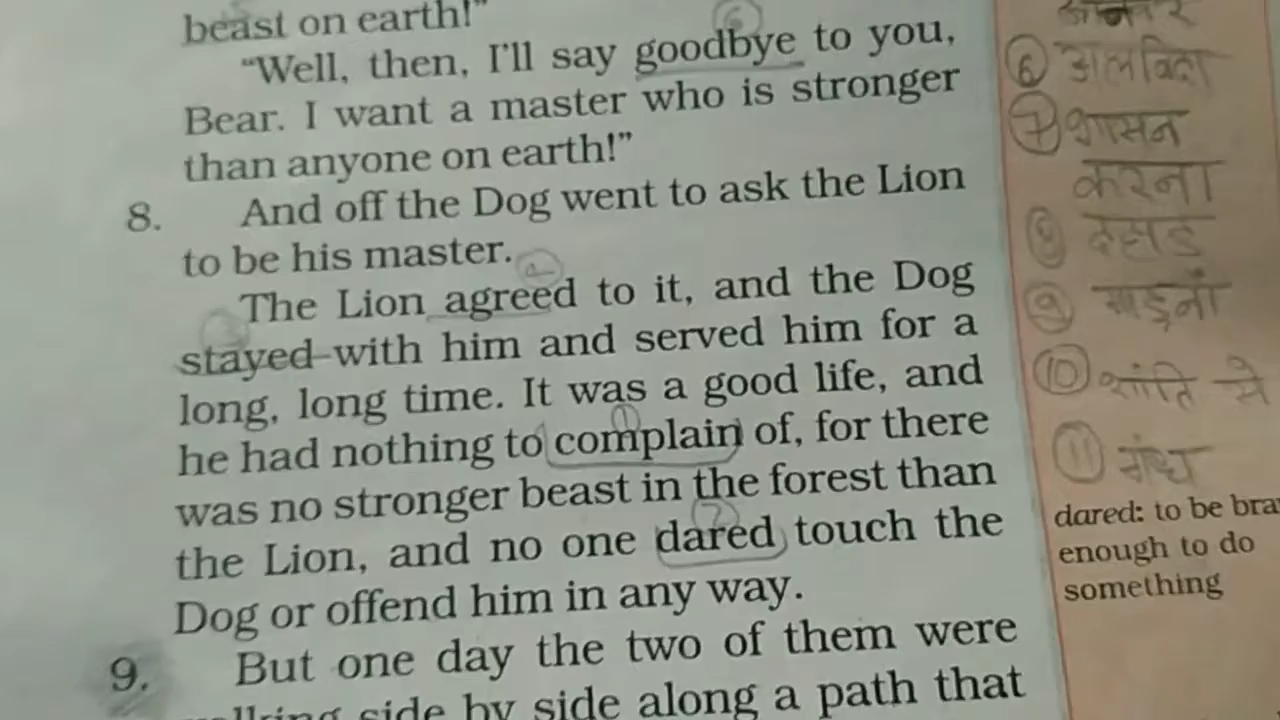 beast on earth!”
“Well, then, I'll say goodbye to you,
Bear. I want a master who is stronger
than anyone on earth!”
8. And off the Dog went to ask the Lion
to be his master.
The Lion agreed to it, and the Dog
stayed with him and served him for a
long, long time. It was a good life, and
he had nothing to complain of, for there
was no stronger beast in the forest than
the Lion, and no one dared touch the
Dog or offend him in any way.
9. But one day the two of them were
side by side along a path that
6 अलविदा
7 शासन
करना
8 दहाड
9
10 शांति से
11
dared: to be bra
enough to do
something